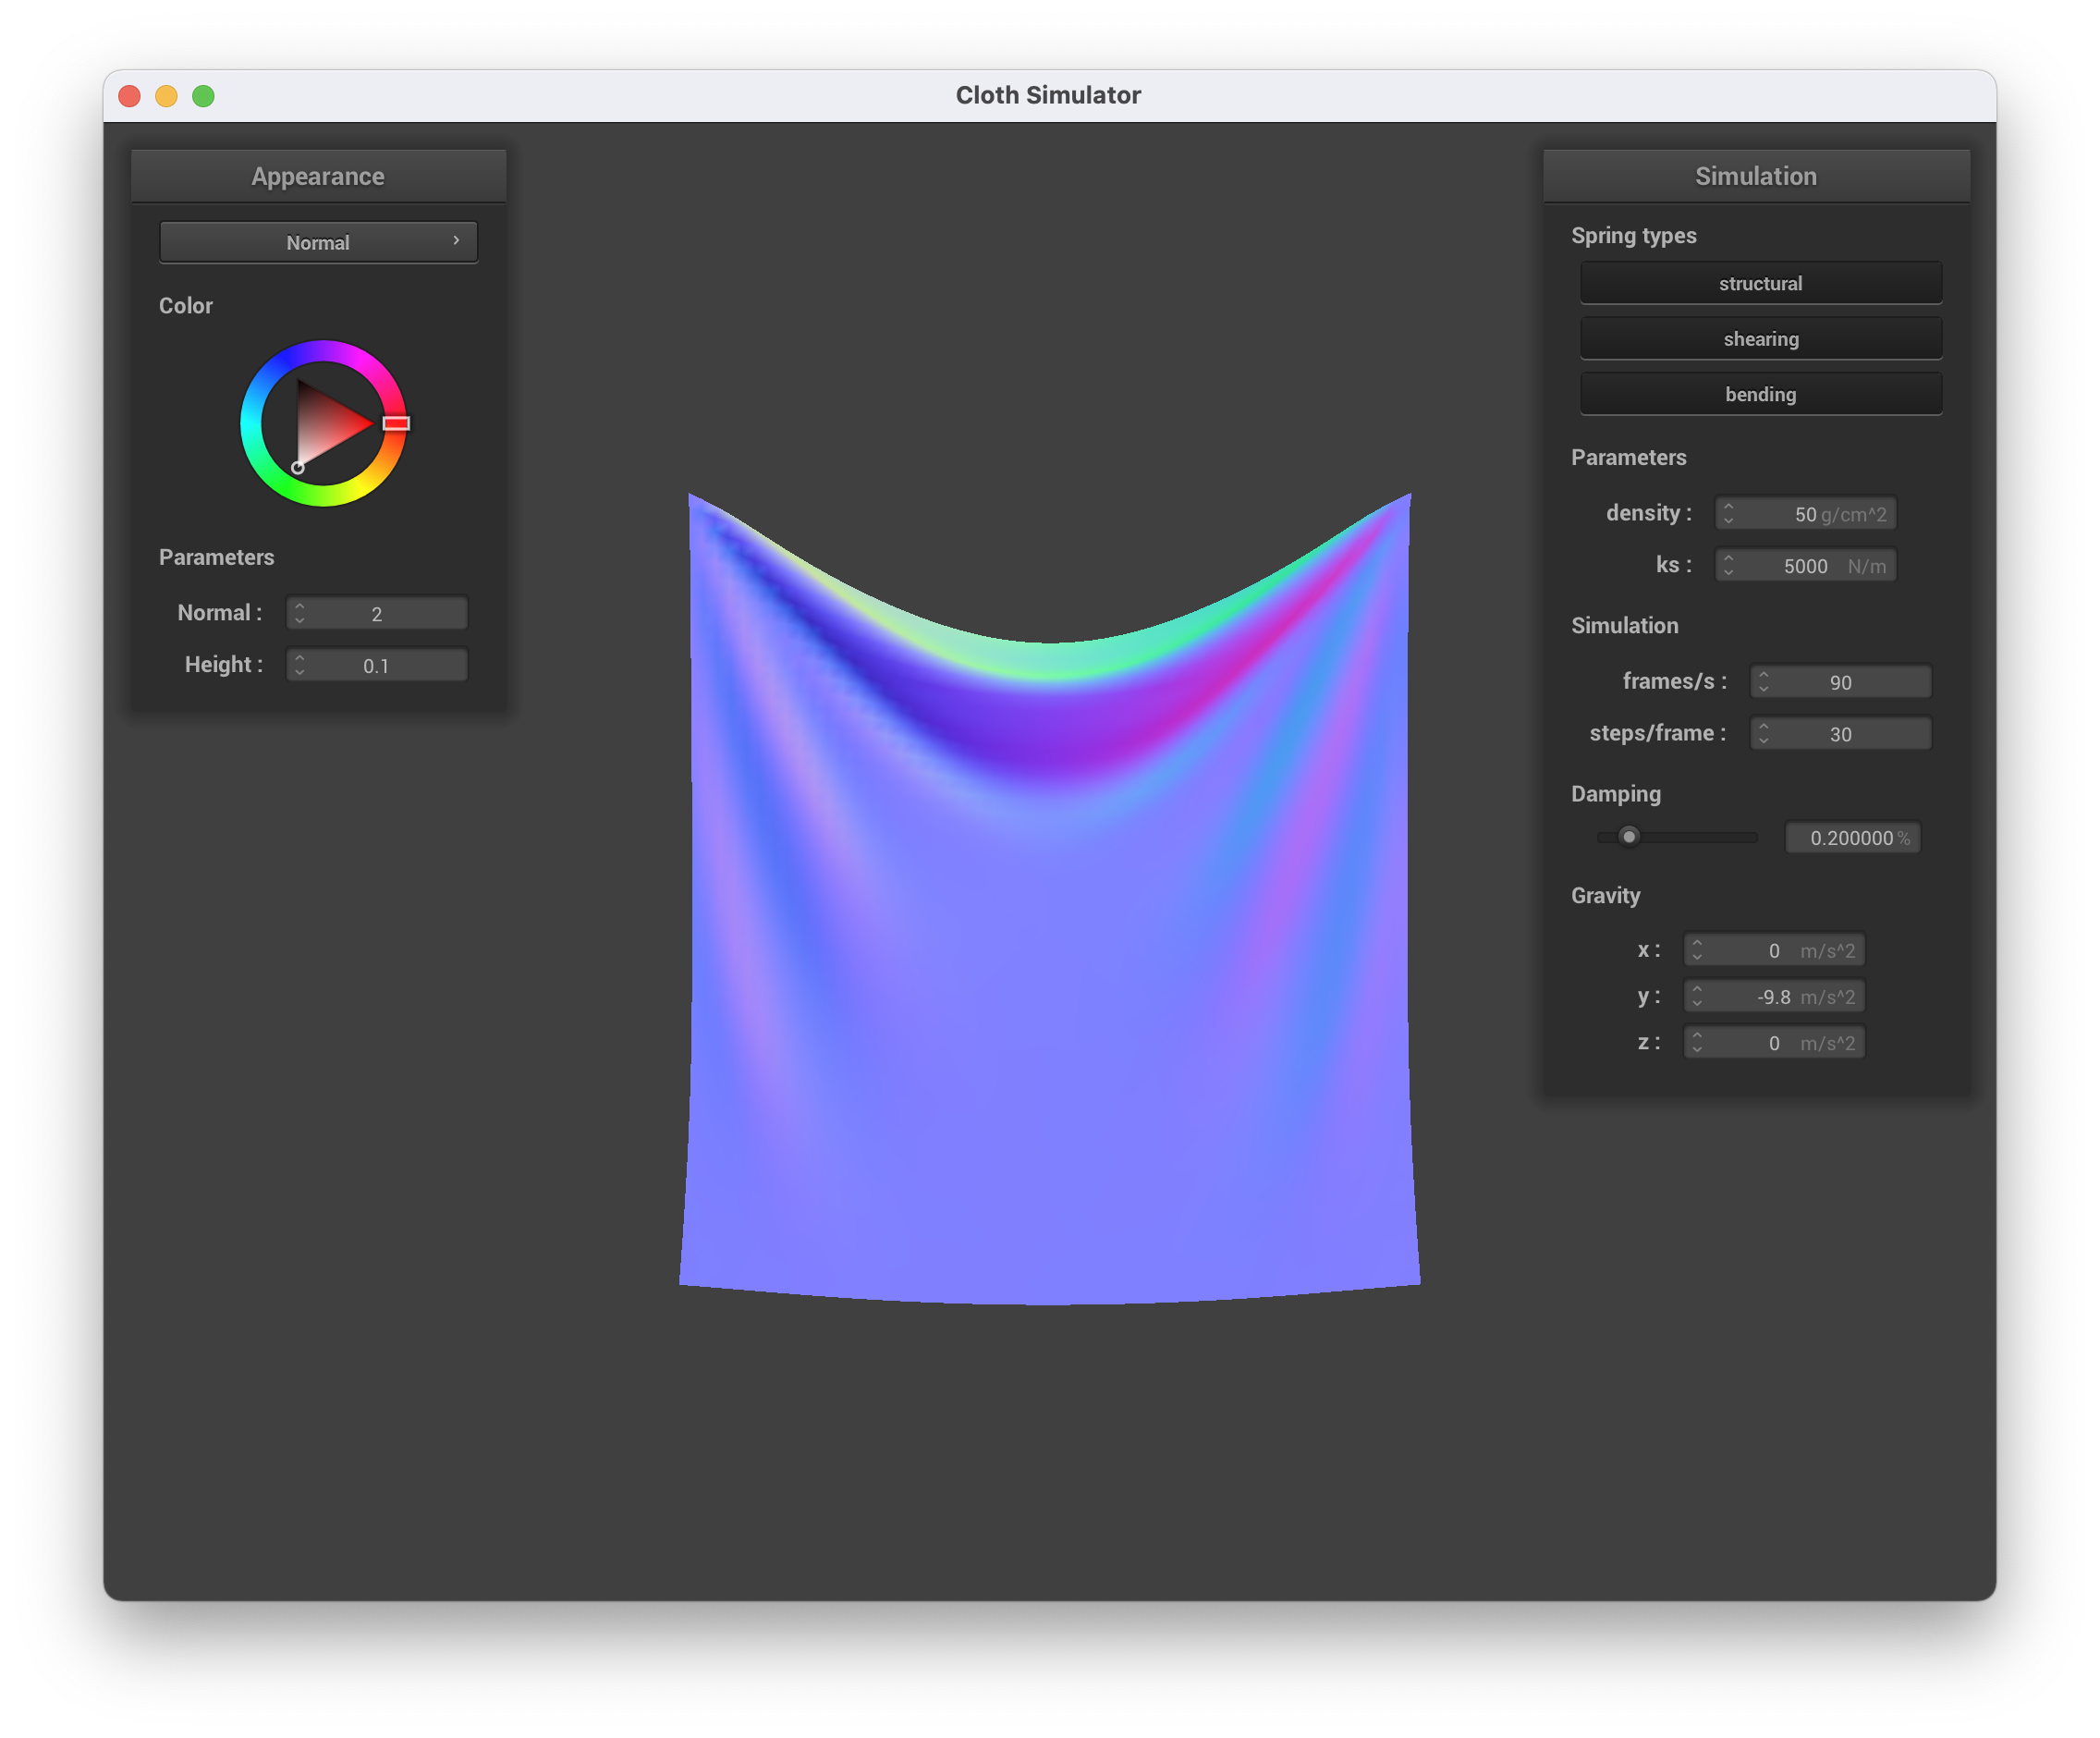 Cloth Simulator
Appearance
Normal
Color
Parameters
Normal : 2
Height : 0.1
Simulation
Spring types
structural
shearing
bending
Parameters
density : 50 g/cm^2
ks : 5000 N/m
Simulation
frames/s : 90
steps/frame : 30
Damping
0.200000 %
Gravity
x : 0 m/s^2
y : -9.8 m/s^2
z : 0 m/s^2